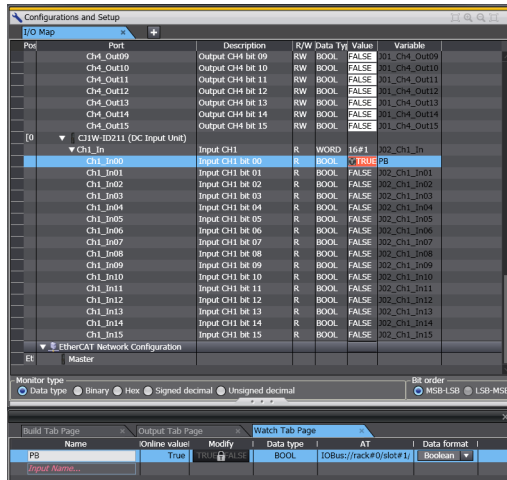 Configurations and Setup
I/O Map
Pos Port Description R/W Data Ty Value Variable
Ch4_Out09 Output CH4 bit 09 RW BOOL FALSE J01_Ch4_Out09
Ch4_Out10 Output CH4 bit 10 RW BOOL FALSE J01_Ch4_Out10
Ch4_Out11 Output CH4 bit 11 RW BOOL FALSE J01_Ch4_Out11
Ch4_Out12 Output CH4 bit 12 RW BOOL FALSE J01_Ch4_Out12
Ch4_Out13 Output CH4 bit 13 RW BOOL FALSE J01_Ch4_Out13
Ch4_Out14 Output CH4 bit 14 RW BOOL FALSE J01_Ch4_Out14
Ch4_Out15 Output CH4 bit 15 RW BOOL FALSE J01_Ch4_Out15
[0 CJ1W-ID211 (DC Input Unit)
Ch1_In Input CH1 R WORD 16#1 J02_Ch1_In
Ch1_In00 Input CH1 bit 00 R BOOL TRUE PB
Ch1_In01 Input CH1 bit 01 R BOOL FALSE J02_Ch1_In01
Ch1_In02 Input CH1 bit 02 R BOOL FALSE J02_Ch1_In02
Ch1_In03 Input CH1 bit 03 R BOOL FALSE J02_Ch1_In03
Ch1_In04 Input CH1 bit 04 R BOOL FALSE J02_Ch1_In04
Ch1_In05 Input CH1 bit 05 R BOOL FALSE J02_Ch1_In05
Ch1_In06 Input CH1 bit 06 R BOOL FALSE J02_Ch1_In06
Ch1_In07 Input CH1 bit 07 R BOOL FALSE J02_Ch1_In07
Ch1_In08 Input CH1 bit 08 R BOOL FALSE J02_Ch1_In08
Ch1_In09 Input CH1 bit 09 R BOOL FALSE J02_Ch1_In09
Ch1_In10 Input CH1 bit 10 R BOOL FALSE J02_Ch1_In10
Ch1_In11 Input CH1 bit 11 R BOOL FALSE J02_Ch1_In11
Ch1_In12 Input CH1 bit 12 R BOOL FALSE J02_Ch1_In12
Ch1_In13 Input CH1 bit 13 R BOOL FALSE J02_Ch1_In13
Ch1_In14 Input CH1 bit 14 R BOOL FALSE J02_Ch1_In14
Ch1_In15 Input CH1 bit 15 R BOOL FALSE J02_Ch1_In15
EtherCAT Network Configuration
Et Master
Monitor type Bit order
Data type Binary Hex Signed decimal Unsigned decimal MSB-LSB LSB-MSB
Build Tab Page Output Tab Page Watch Tab Page
Name Online value Modify Data type AT Data format
PB True TRUE FALSE BOOL IOBus://rack#0/slot#1/ Boolean
Input Name...